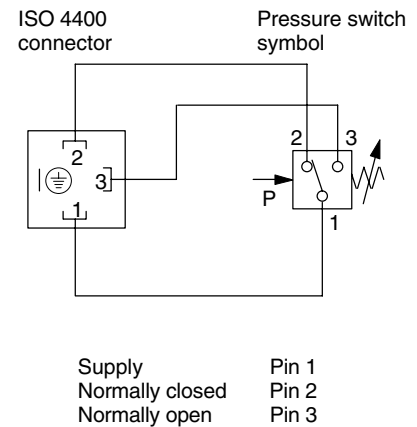 ISO 4400
connector
Pressure switch
symbol
2
3
2
3
1
P
1
Supply Pin 1
Normally closed Pin 2
Normally open Pin 3